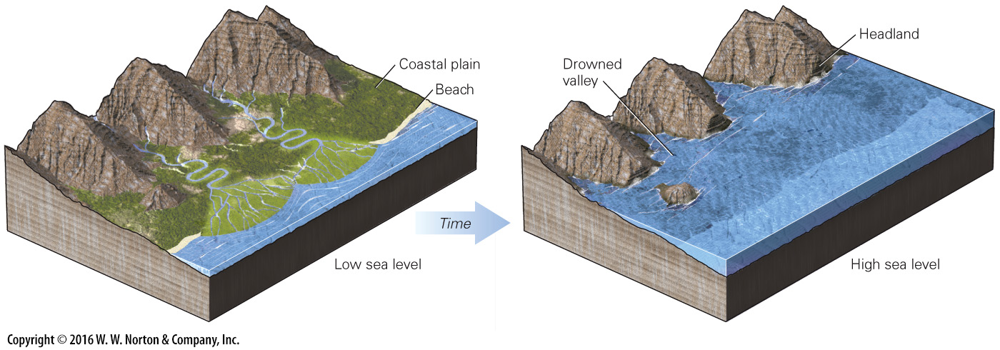 Coastal plain
Beach
Low sea level
Time
Headland
Drowned
valley
High sea level
Copyright © 2016 W. W. Norton & Company, Inc.